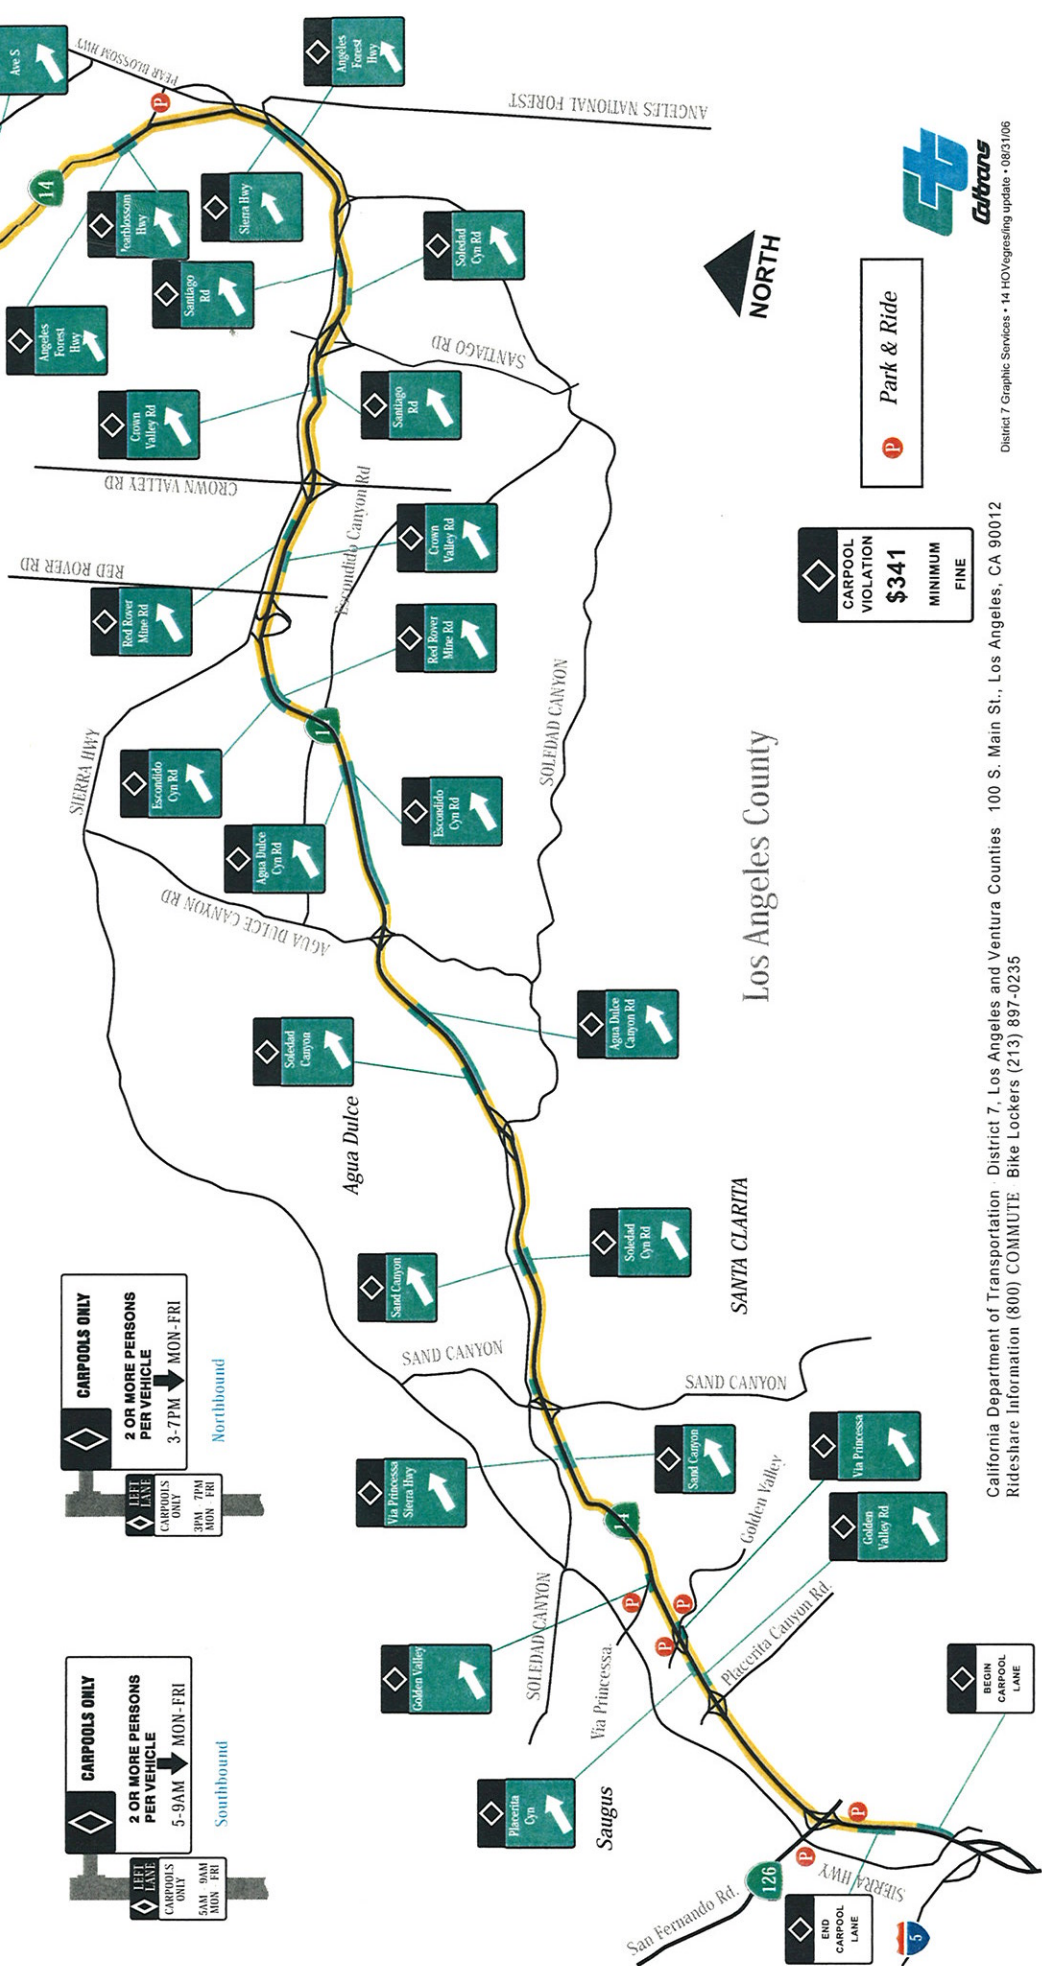 CARPOOLS ONLY
2 OR MORE PERSONS
PER VEHICLE
5-9AM MON-FRI
LEFT
LANE
CARPOOLS
ONLY
5AM 9AM
MON FRI
Southbound
CARPOOLS ONLY
2 OR MORE PERSONS
PER VEHICLE
3-7PM MON-FRI
LEFT
LANE
CARPOOLS
ONLY
3PM 7PM
MON FRI
Northbound
SIERRA HWY
AGUA DULCE CANYON RD
RED ROVER RD
CROWN VALLEY RD
PEAR BLOSSOM HWY
Ave S
14
P
Angeles
Forest
Hwy
earblossom
Hwy
Santiago
Rd
Sierra Hwy
Angeles
Forest
Hwy
ANGELES NATIONAL FOREST
Crown
Valley Rd
Red Rover
Mine Rd
Escondido
Cyn Rd
Agua Dulce
Cyn Rd
Soledad
Canyon
Agua Dulce
Sand Canyon
Via Princessa
Sierra Hwy
Golden Valley
Placerita
Cyn
Saugus
SOLEDAD CANYON
Via Princessa
SAND CANYON
SAND CANYON
14
14
P
P
P
Golden Valley
Placerita Canyon Rd.
Escondido Canyon Rd
SOLEDAD CANYON
SANTIAGO RD
Soledad
Cyn Rd
Santiago
Rd
Crown
Valley Rd
Red Rover
Mine Rd
Escondido
Cyn Rd
Agua Dulce
Canyon Rd
Soledad
Cyn Rd
Sand Canyon
Via Princessa
Golden
Valley Rd
SANTA CLARITA
Los Angeles County
NORTH
San Fernando Rd.
126
P
P
SIERRA HWY
5
END
CARPOOL
LANE
BEGIN
CARPOOL
LANE
CARPOOL
VIOLATION
$341
MINIMUM
FINE
P Park & Ride
Caltrans
California Department of Transportation · District 7, Los Angeles and Ventura Counties · 100 S. Main St., Los Angeles, CA 90012
Rideshare Information (800) COMMUTE · Bike Lockers (213) 897-0235
District 7 Graphic Services • 14 HOVegres/ing update • 08/31/06